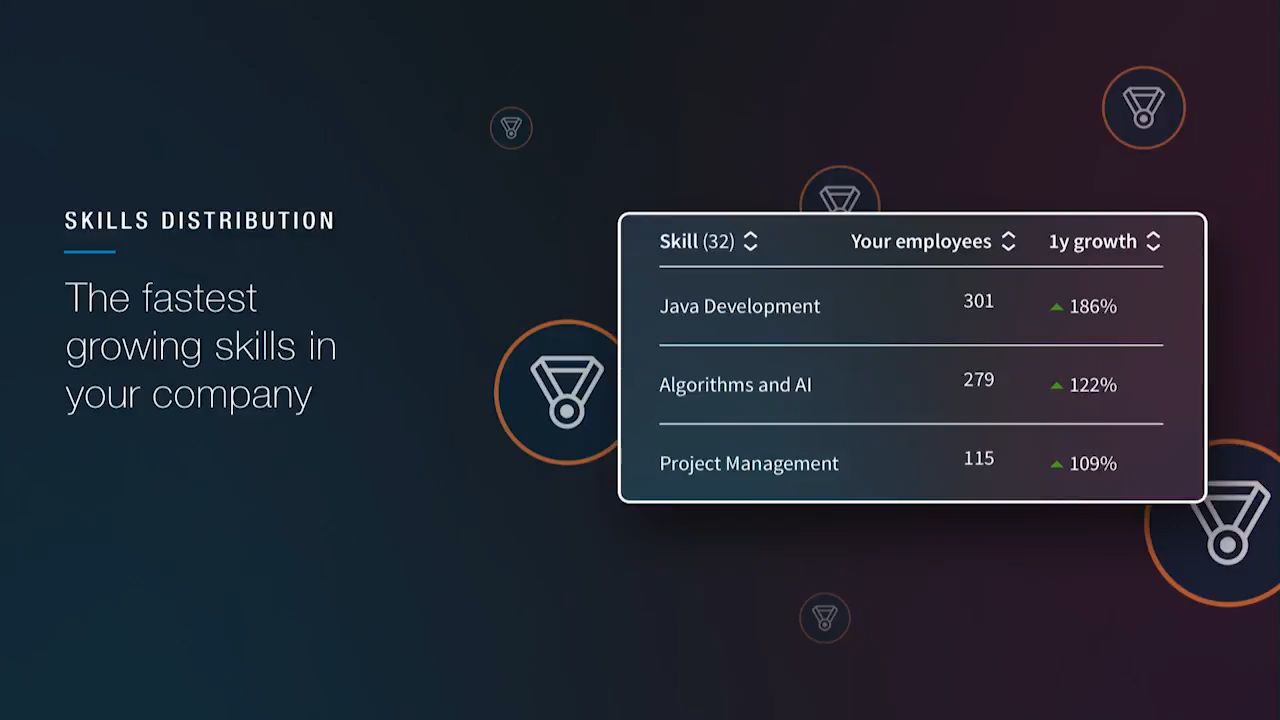 SKILLS DISTRIBUTION
The fastest
growing skills in
your company
Skill (32) Your employees 1y growth
Java Development 301 186%
Algorithms and AI 279 122%
Project Management 115 109%